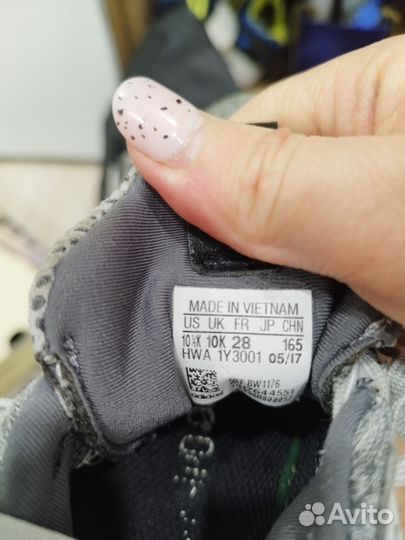 MADE IN VIETNAM
US UK FR JP CHN
10½K 10K 28 165
HWA 1Y3001 05/17
BW1176
adidas
Avito